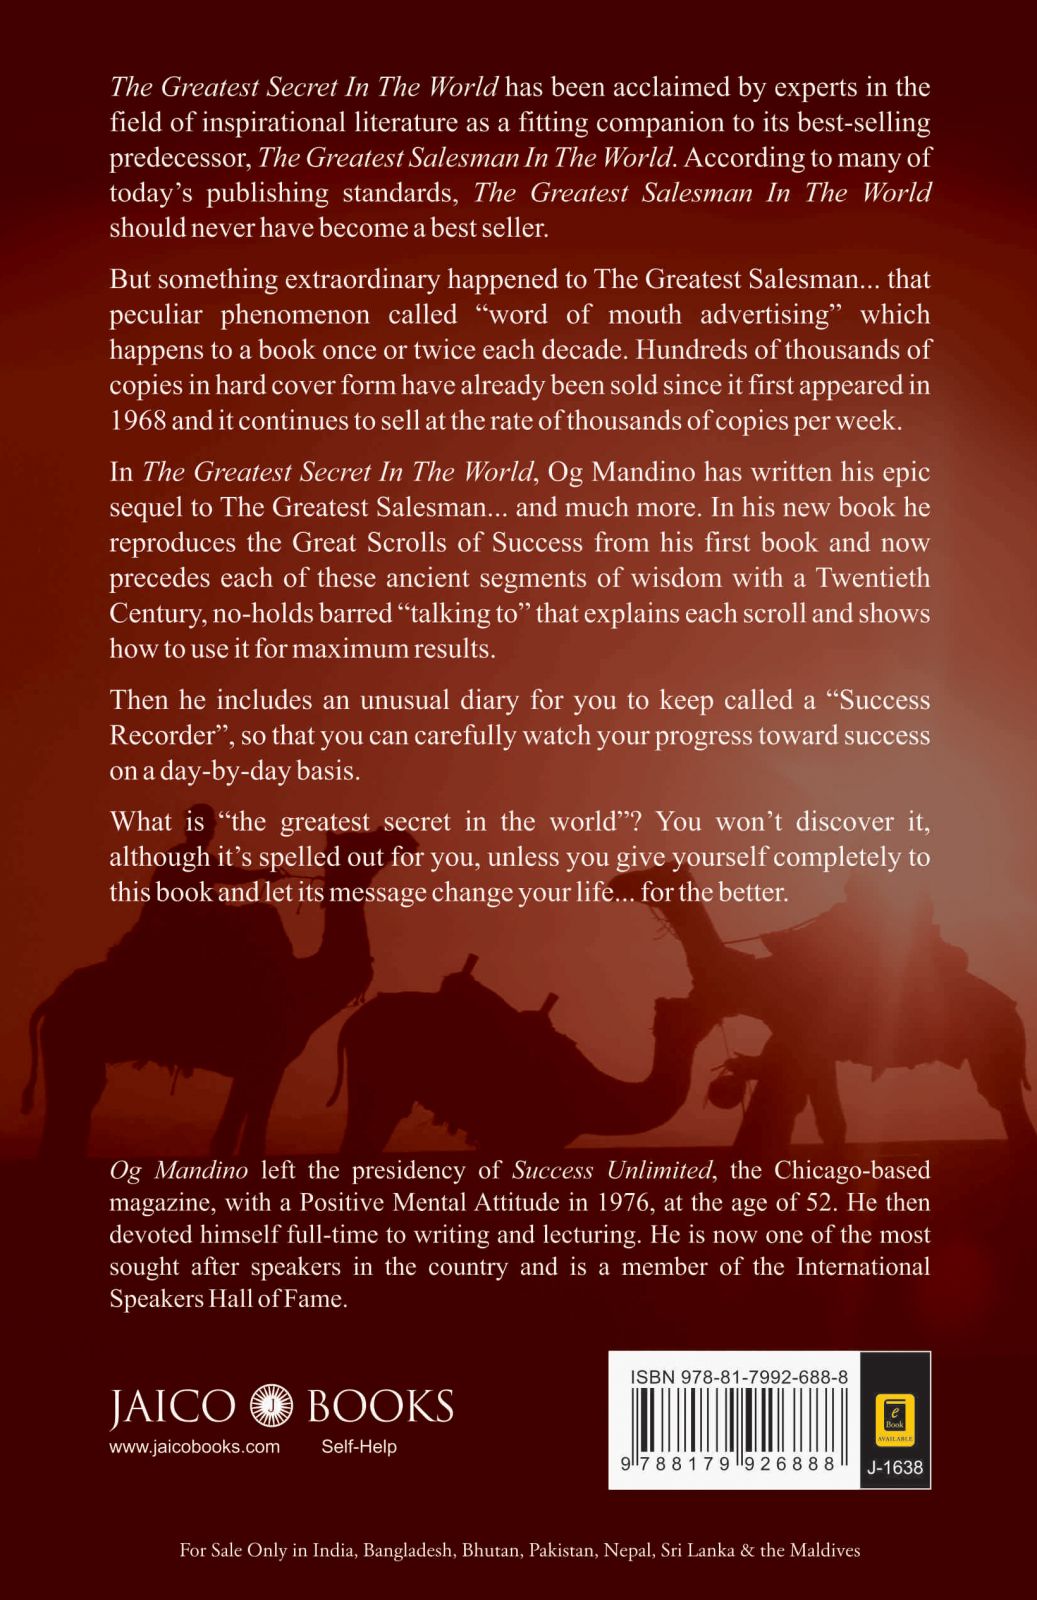 The Greatest Secret In The World has been acclaimed by experts in the
field of inspirational literature as a fitting companion to its best-selling
predecessor, The Greatest Salesman In The World. According to many of
today’s publishing standards, The Greatest Salesman In The World
should never have become a best seller.
But something extraordinary happened to The Greatest Salesman... that
peculiar phenomenon called “word of mouth advertising” which
happens to a book once or twice each decade. Hundreds of thousands of
copies in hard cover form have already been sold since it first appeared in
1968 and it continues to sell at the rate of thousands of copies per week.
In The Greatest Secret In The World, Og Mandino has written his epic
sequel to The Greatest Salesman... and much more. In his new book he
reproduces the Great Scrolls of Success from his first book and now
precedes each of these ancient segments of wisdom with a Twentieth
Century, no-holds barred “talking to” that explains each scroll and shows
how to use it for maximum results.
Then he includes an unusual diary for you to keep called a “Success
Recorder”, so that you can carefully watch your progress toward success
on a day-by-day basis.
What is “the greatest secret in the world”? You won’t discover it,
although it’s spelled out for you, unless you give yourself completely to
this book and let its message change your life... for the better.
Og Mandino left the presidency of Success Unlimited, the Chicago-based
magazine, with a Positive Mental Attitude in 1976, at the age of 52. He then
devoted himself full-time to writing and lecturing. He is now one of the most
sought after speakers in the country and is a member of the International
Speakers Hall of Fame.
JAICO J BOOKS
www.jaicobooks.com Self-Help
ISBN 978-81-7992-688-8
9 788179 926888
e
Book
AVAILABLE
J-1638
For Sale Only in India, Bangladesh, Bhutan, Pakistan, Nepal, Sri Lanka & the Maldives